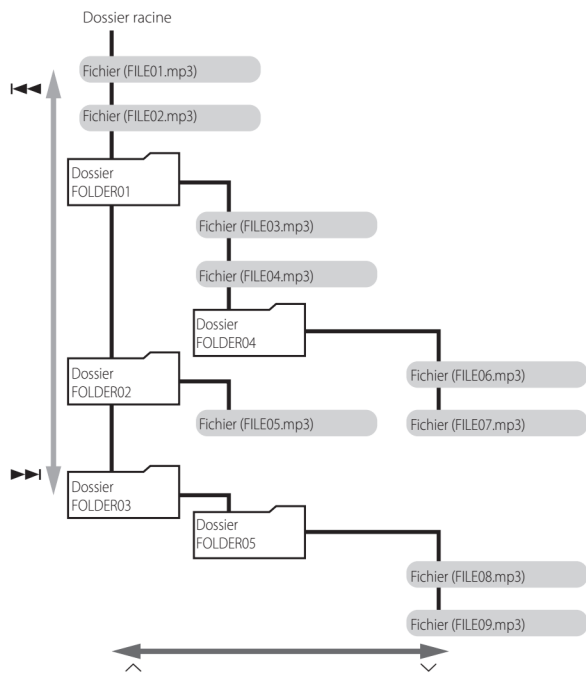 Dossier racine
Fichier (FILE01.mp3)
Fichier (FILE02.mp3)
Dossier
FOLDER01
Fichier (FILE03.mp3)
Fichier (FILE04.mp3)
Dossier
FOLDER04
Dossier
FOLDER02
Fichier (FILE06.mp3)
Fichier (FILE05.mp3)
Fichier (FILE07.mp3)
Dossier
FOLDER03
Dossier
FOLDER05
Fichier (FILE08.mp3)
Fichier (FILE09.mp3)